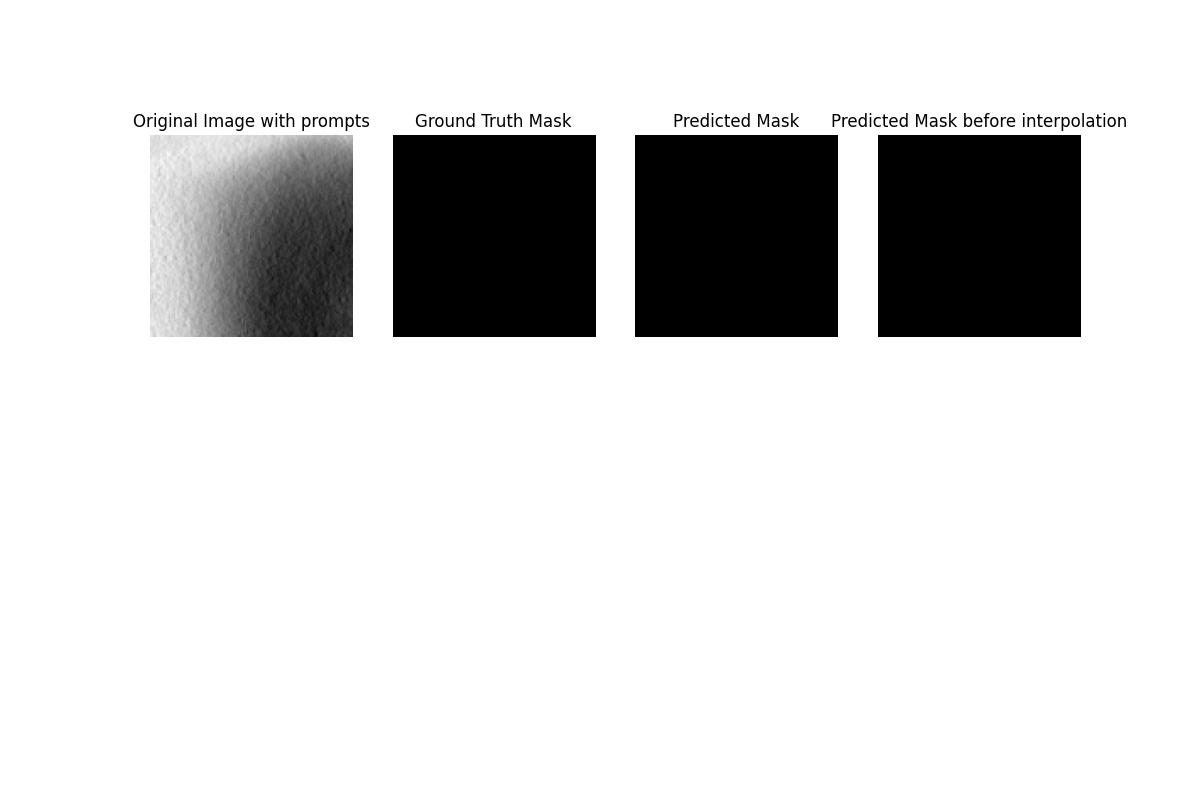 Original Image with prompts
Ground Truth Mask
Predicted Mask
Predicted Mask before interpolation